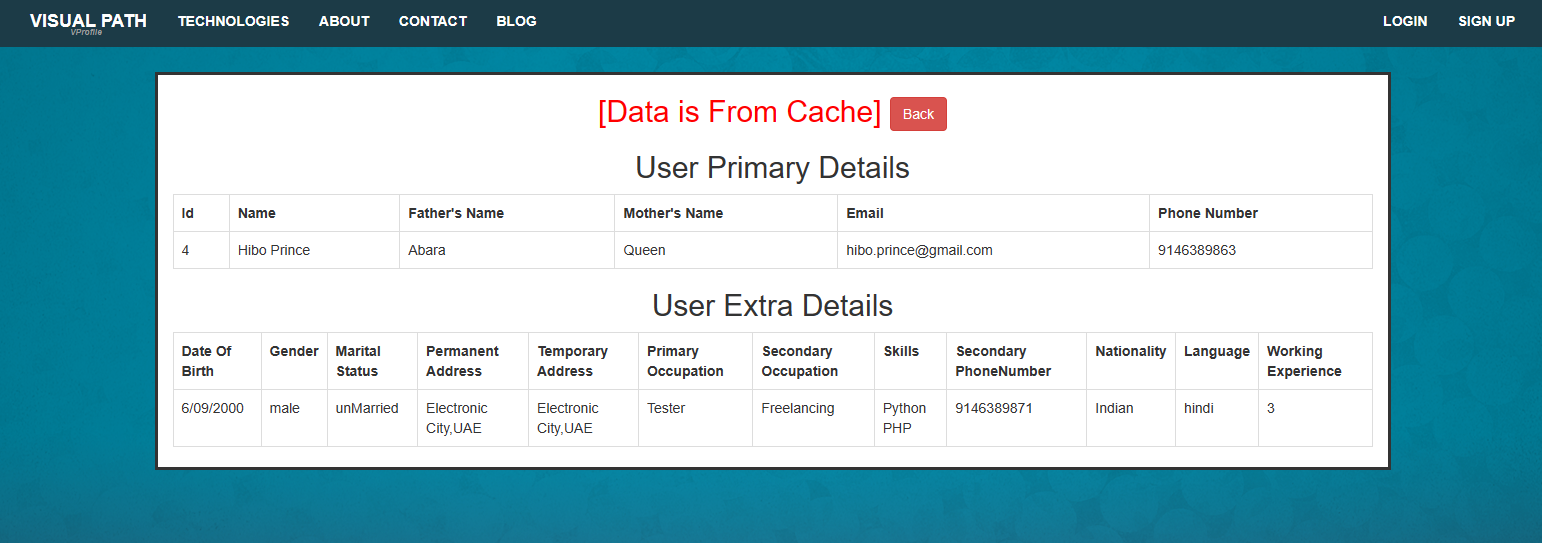 VISUAL PATH TECHNOLOGIES ABOUT CONTACT BLOG LOGIN SIGN UP
VProfile
[Data is From Cache] Back
User Primary Details
Id Name Father's Name Mother's Name Email Phone Number
4 Hibo Prince Abara Queen hibo.prince@gmail.com 9146389863
User Extra Details
Date Of Gender Marital Permanent Temporary Primary Secondary Skills Secondary Nationality Language Working
Birth Status Address Address Occupation Occupation PhoneNumber Experience
6/09/2000 male unMarried Electronic Electronic Tester Freelancing Python 9146389871 Indian hindi 3
City,UAE City,UAE PHP